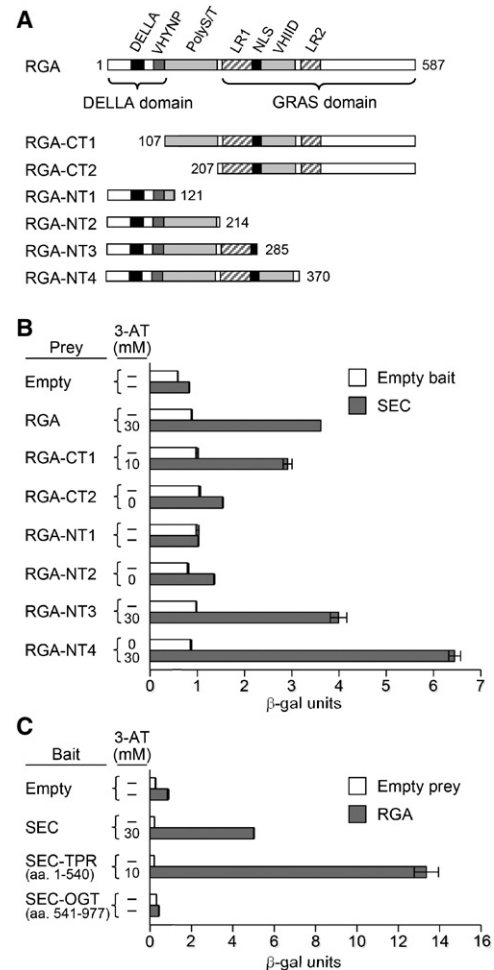 A
DELLA VHYNP PolyS/T LR1 NLS VHIID LR2
RGA 1 587
DELLA domain GRAS domain
RGA-CT1 107
RGA-CT2 207
RGA-NT1 121
RGA-NT2 214
RGA-NT3 285
RGA-NT4 370
B
Prey 3-AT (mM)
Empty bait
SEC
Empty – –
RGA – 30
RGA-CT1 – 10
RGA-CT2 – 0
RGA-NT1 – –
RGA-NT2 – 0
RGA-NT3 – 30
RGA-NT4 0 30
0 1 2 3 4 5 6 7
β-gal units
C
Bait 3-AT (mM)
Empty prey
RGA
Empty – –
SEC – 30
SEC-TPR (aa. 1-540) – 10
SEC-OGT (aa. 541-977) – –
0 2 4 6 8 10 12 14 16
β-gal units